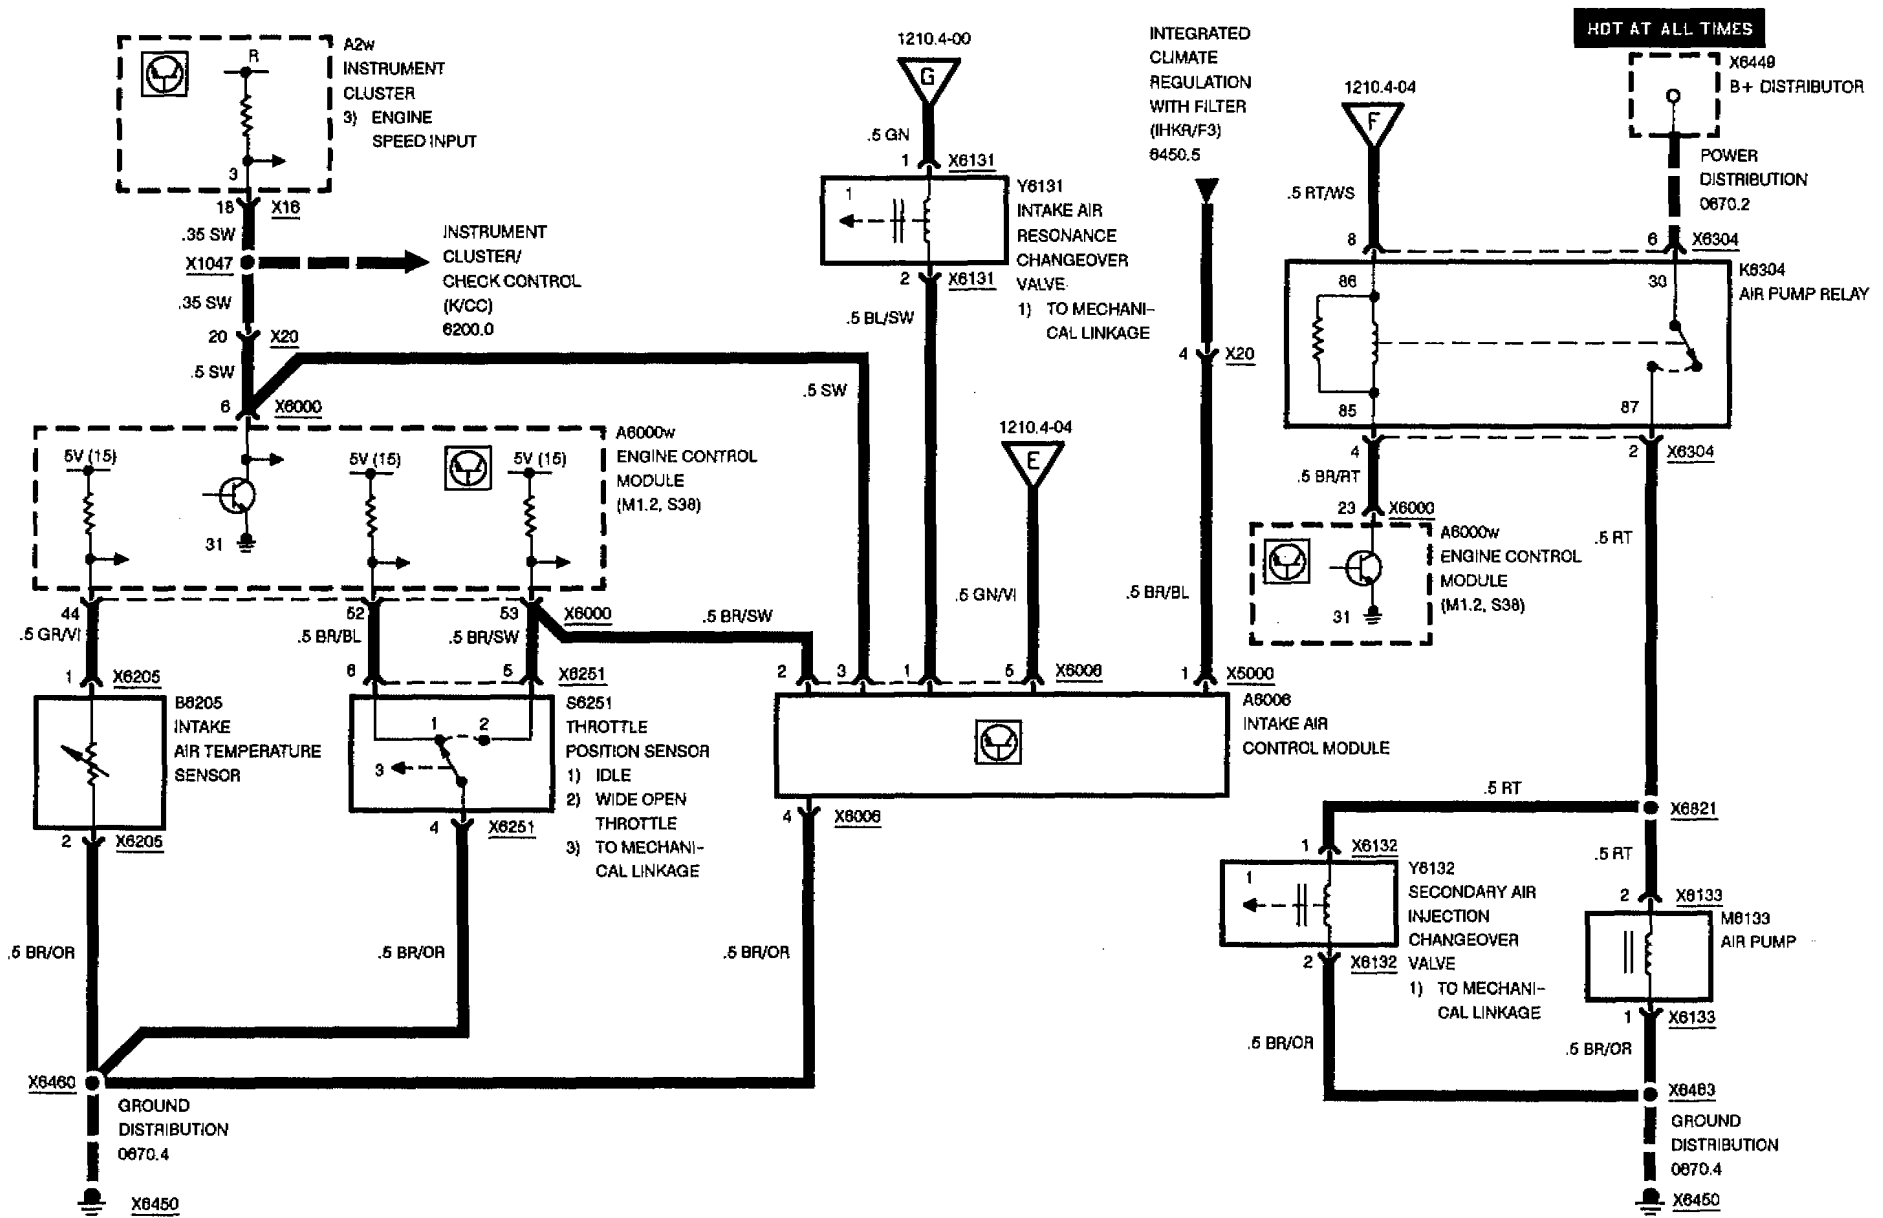 HOT AT ALL TIMES
A2w
INSTRUMENT
CLUSTER
3) ENGINE
SPEED INPUT
R
3
18
X16
.35 SW
X1047
INSTRUMENT
CLUSTER/
CHECK CONTROL
(K/CC)
6200.0
.35 SW
20
X20
.5 SW
6
X6000
.5 SW
1210.4-00
G
.5 GN
1
X6131
1
Y6131
INTAKE AIR
RESONANCE
CHANGEOVER
VALVE
1) TO MECHANI-
CAL LINKAGE
2
X6131
.5 BL/SW
INTEGRATED
CLIMATE
REGULATION
WITH FILTER
(IHKR/F3)
6450.5
4
X20
.5 BR/BL
1210.4-04
F
.5 RT/WS
X6449
B+ DISTRIBUTOR
POWER
DISTRIBUTION
0670.2
8
6
X6304
86
30
K6304
AIR PUMP RELAY
85
87
4
2
X6304
.5 BR/RT
23
X6000
A6000w
ENGINE CONTROL
MODULE
(M1.2, S38)
31
.5 RT
5V (15)
5V (15)
5V (15)
A6000w
ENGINE CONTROL
MODULE
(M1.2, S38)
31
44
52
53
X6000
.5 GR/VI
.5 BR/BL
.5 BR/SW
.5 BR/SW
1210.4-04
E
.5 GN/VI
1
X6205
B6205
INTAKE
AIR TEMPERATURE
SENSOR
2
X6205
.5 BR/OR
6
5
X6251
1
2
3
S6251
THROTTLE
POSITION SENSOR
1) IDLE
2) WIDE OPEN
THROTTLE
3) TO MECHANI-
CAL LINKAGE
4
X6251
.5 BR/OR
2
3
1
5
X6006
1
X5000
A6006
INTAKE AIR
CONTROL MODULE
4
X6006
.5 BR/OR
.5 RT
X6821
.5 RT
1
X6132
1
Y6132
SECONDARY AIR
INJECTION
CHANGEOVER
VALVE
1) TO MECHANI-
CAL LINKAGE
2
X6132
.5 BR/OR
2
X6133
M6133
AIR PUMP
1
X6133
.5 BR/OR
X6460
GROUND
DISTRIBUTION
0670.4
X6450
X6463
GROUND
DISTRIBUTION
0670.4
X6450